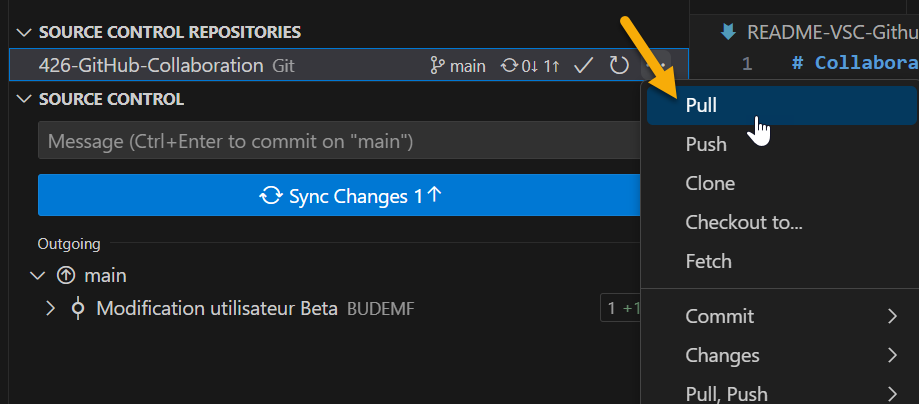 SOURCE CONTROL REPOSITORIES
426-GitHub-Collaboration Git main 0↓ 1↑
SOURCE CONTROL
Message (Ctrl+Enter to commit on "main")
Sync Changes 1↑
Outgoing
main
Modification utilisateur Beta BUDEMF 1 +1
README-VSC-Githu
1 # Collabora
Pull
Push
Clone
Checkout to...
Fetch
Commit
Changes
Pull, Push